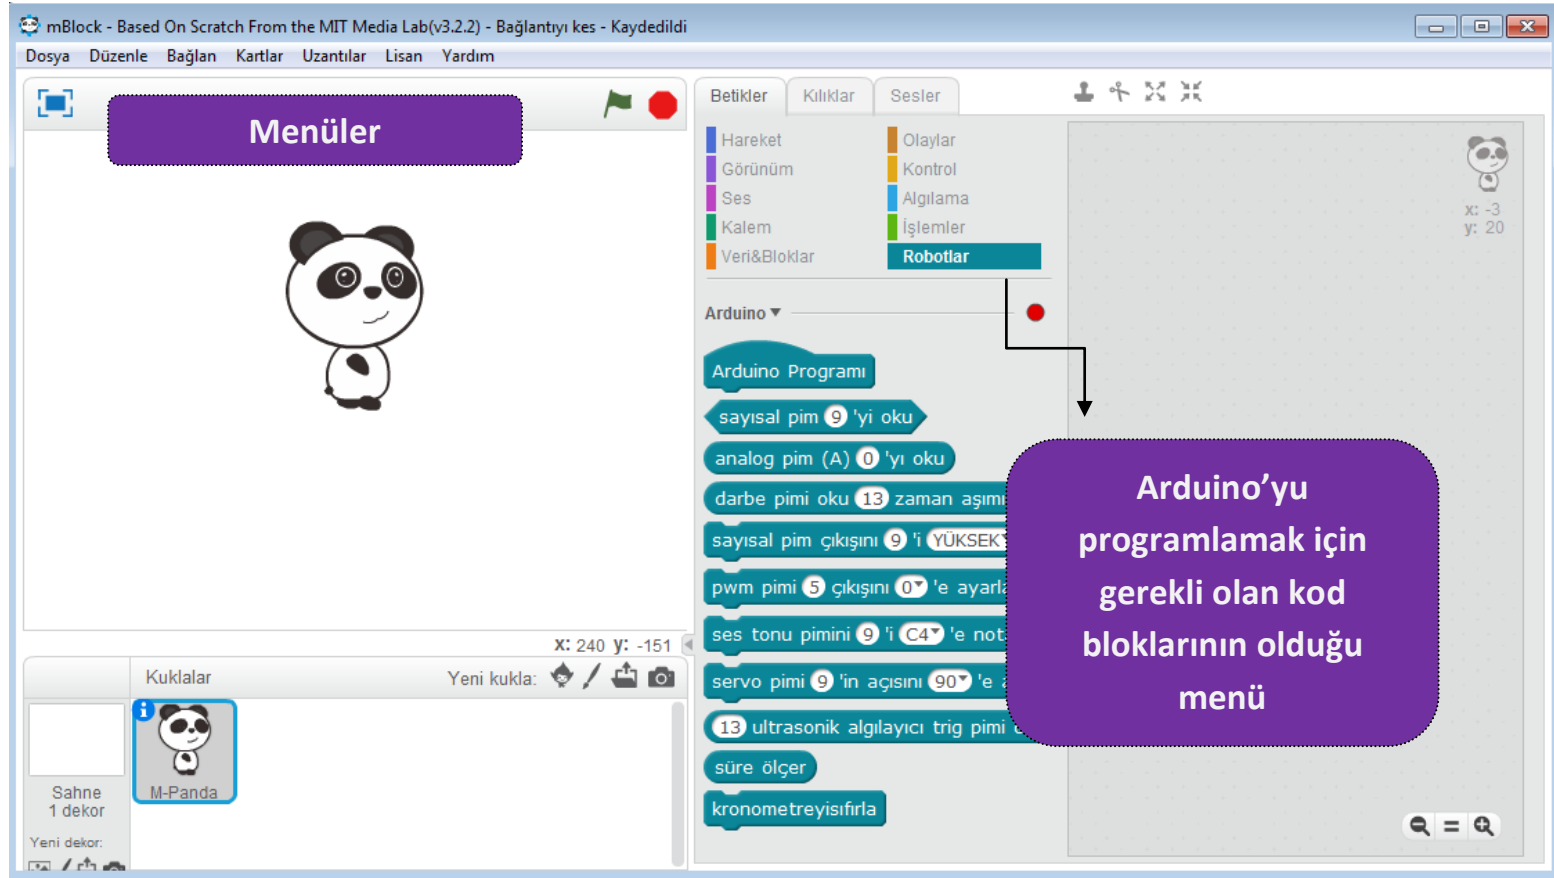 mBlock - Based On Scratch From the MIT Media Lab(v3.2.2) - Bağlantıyı kes - Kaydedildi
Dosya Düzenle Bağlan Kartlar Uzantılar Lisan Yardım
Menüler
x: 240 y: -151
Kuklalar Yeni kukla:
Sahne
1 dekor
Yeni dekor:
M-Panda
Betikler Kılıklar Sesler
Hareket Olaylar
Görünüm Kontrol
Ses Algılama
Kalem İşlemler
Veri&Bloklar Robotlar
Arduino
Arduino Programı
sayısal pim 9 'yi oku
analog pim (A) 0 'yı oku
darbe pimi oku 13 zaman aşımı
sayısal pim çıkışını 9 'i YÜKSEK
pwm pimi 5 çıkışını 0 'e ayarla
ses tonu pimini 9 'i C4 'e not
servo pimi 9 'in açısını 90 'e
13 ultrasonik algılayıcı trig pimi
süre ölçer
kronometreyisıfırla
x: -3
y: 20
Arduino’yu
programlamak için
gerekli olan kod
bloklarının olduğu
menü